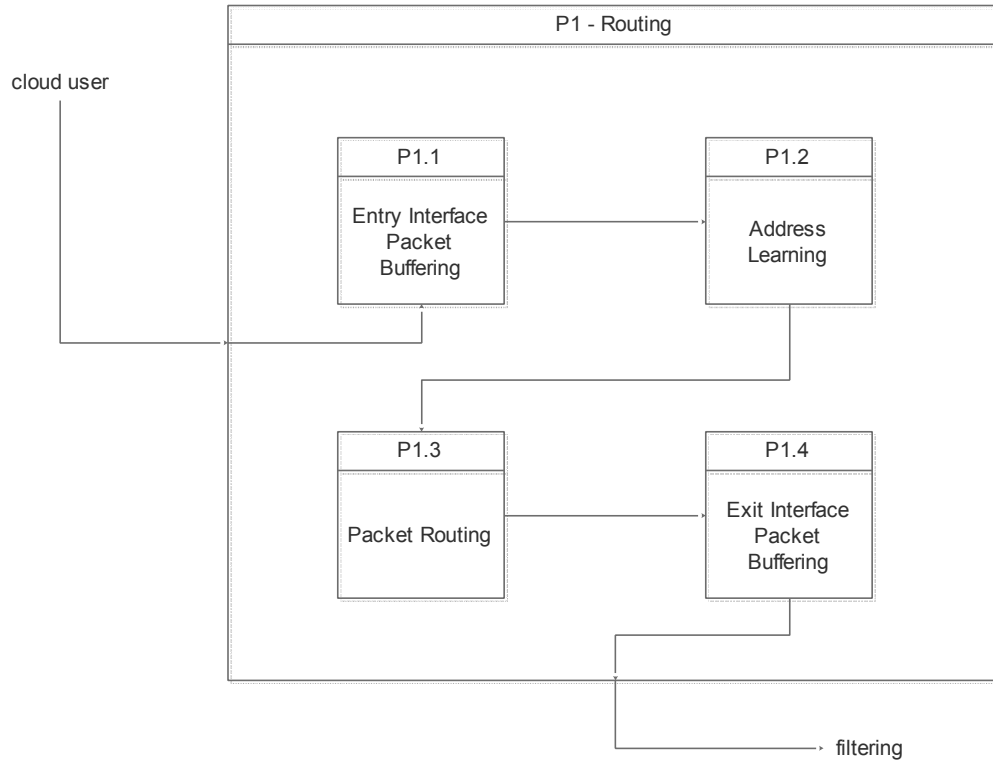 P1 - Routing
cloud user
P1.1
Entry Interface
Packet
Buffering
P1.2
Address
Learning
P1.3
Packet Routing
P1.4
Exit Interface
Packet
Buffering
filtering